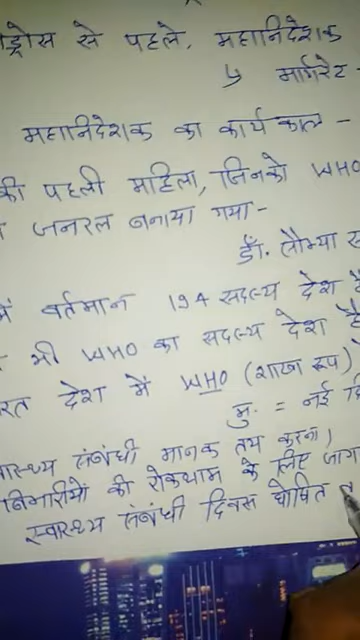 ड्रोस से पहले, महानिदेशक
↳ मार्गरेट -
महानिदेशक का कार्यकाल -
की पहली महिला, जिनको WHO
जनरल बनाया गया -
डॉ. सौम्या स
में वर्तमान 194 सदस्य देश है
भी WHO का सदस्य देश है
रत देश में WHO (शाखा रूप)
मु. = नई दि
वास्थ्य संबंधी मानक तय करना,
बिमारीयों की रोकथाम के लिए जाग
स्वास्थ्य संबंधी दिवस घोषित